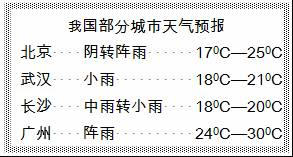 我国部分城市天气预报
北京·····阴转阵雨·····17⁰C—25⁰C
武汉·····小雨·········18⁰C—21⁰C
长沙·····中雨转小雨···18⁰C—20⁰C
广州·····阵雨·········24⁰C—30⁰C